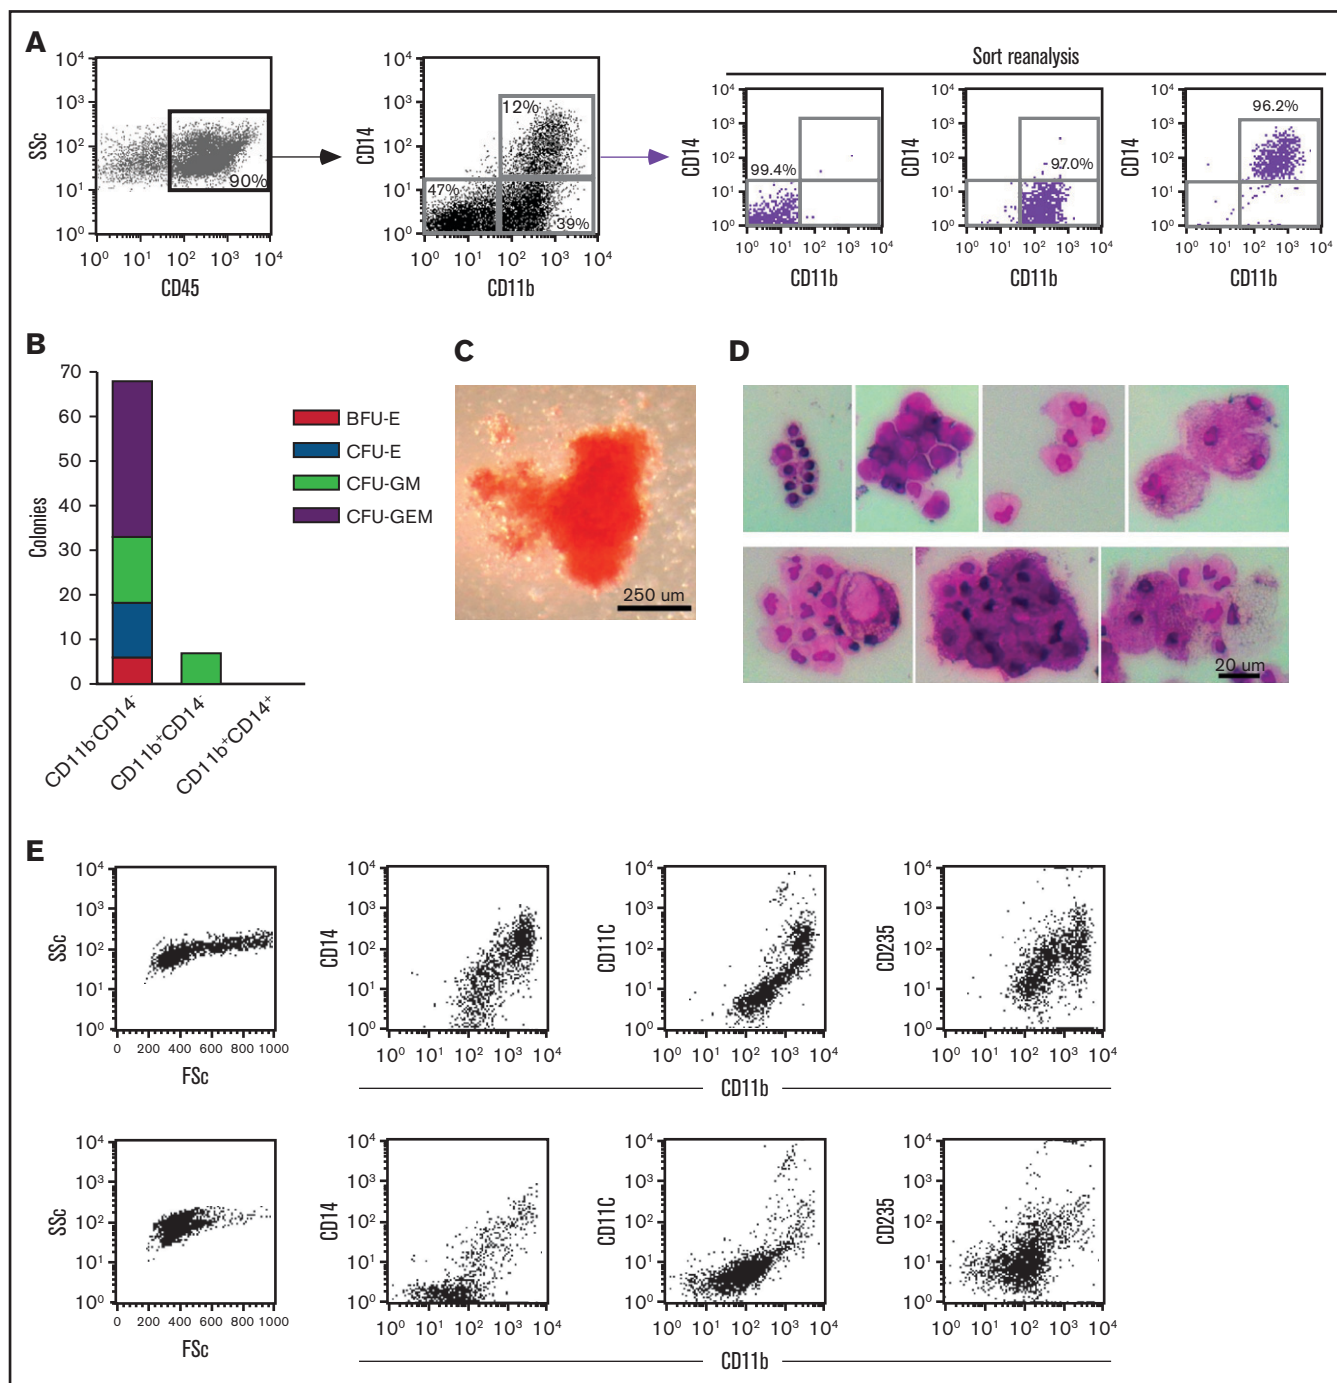 A
SSc
10⁴
10³
10²
10¹
10⁰
90%
10⁰ 10¹ 10² 10³ 10⁴
CD45
CD14
10⁴
10³
10²
10¹
10⁰
12%
47%
39%
10⁰ 10¹ 10² 10³ 10⁴
CD11b
Sort reanalysis
CD14
10⁴
10³
10²
10¹
10⁰
99.4%
10⁰ 10² 10³ 10⁴
CD11b
CD14
10⁴
10³
10²
10¹
10⁰
97.0%
10⁰ 10² 10³ 10⁴
CD11b
CD14
10⁴
10³
10²
10¹
10⁰
96.2%
10⁰ 10² 10³ 10⁴
CD11b
B
Colonies
70
60
50
40
30
20
10
0
CD11b⁻CD14⁻
CD11b⁺CD14⁻
CD11b⁺CD14⁺
BFU-E
CFU-E
CFU-GM
CFU-GEM
C
250 um
D
20 um
E
SSc
10⁴
10³
10²
10¹
10⁰
0 200 400 600 800 1000
FSc
CD14
10⁴
10³
10²
10¹
10⁰
10⁰ 10¹ 10² 10³ 10⁴
CD11C
10⁴
10³
10²
10¹
10⁰
10⁰ 10¹ 10² 10³ 10⁴
CD235
10⁴
10³
10²
10¹
10⁰
10⁰ 10¹ 10² 10³ 10⁴
CD11b
SSc
10⁴
10³
10²
10¹
10⁰
0 200 400 600 800 1000
FSc
CD14
10⁴
10³
10²
10¹
10⁰
10⁰ 10¹ 10² 10³ 10⁴
CD11C
10⁴
10³
10²
10¹
10⁰
10⁰ 10¹ 10² 10³ 10⁴
CD235
10⁴
10³
10²
10¹
10⁰
10⁰ 10¹ 10² 10³ 10⁴
CD11b